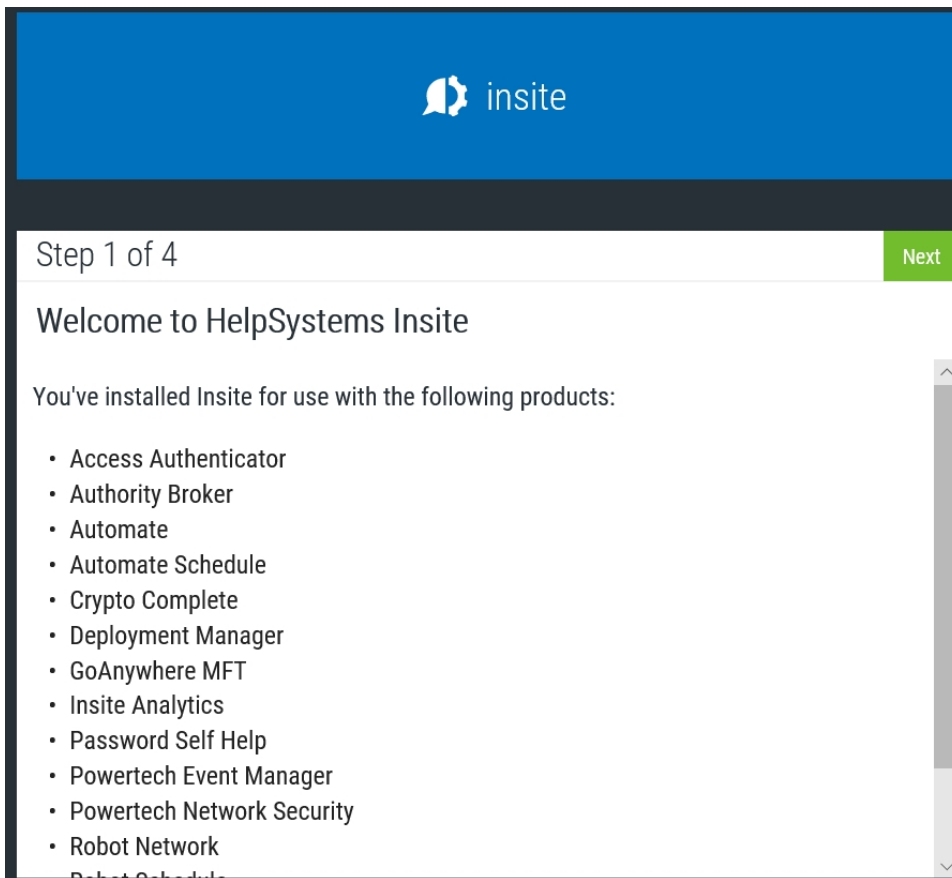 insite
Step 1 of 4
Next
Welcome to HelpSystems Insite
You've installed Insite for use with the following products:
• Access Authenticator
• Authority Broker
• Automate
• Automate Schedule
• Crypto Complete
• Deployment Manager
• GoAnywhere MFT
• Insite Analytics
• Password Self Help
• Powertech Event Manager
• Powertech Network Security
• Robot Network
• Robot Schedule